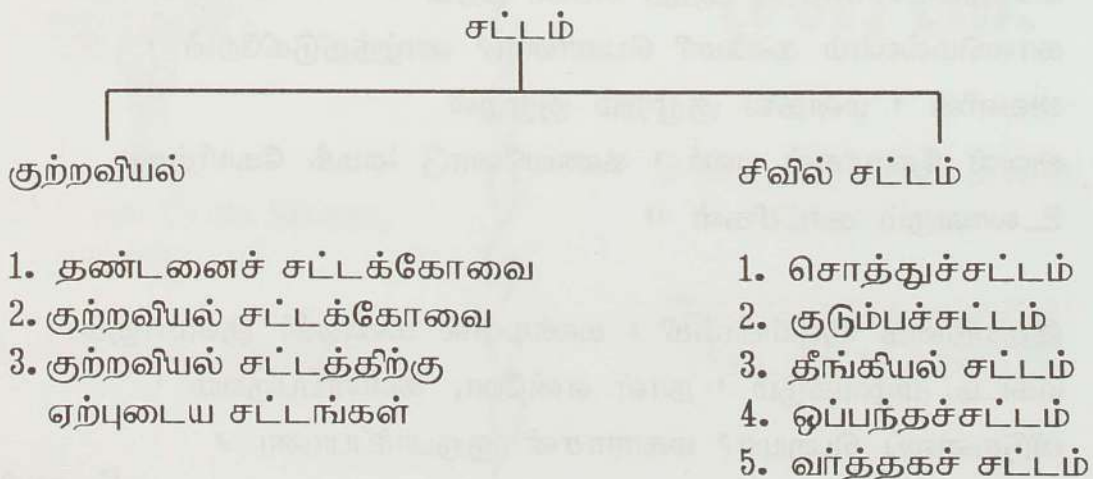 சட்டம்
குற்றவியல்
1. தண்டனைச் சட்டக்கோவை
2. குற்றவியல் சட்டக்கோவை
3. குற்றவியல் சட்டத்திற்கு
ஏற்புடைய சட்டங்கள்
சிவில் சட்டம்
1. சொத்துச்சட்டம்
2. குடும்பச்சட்டம்
3. தீங்கியல் சட்டம்
4. ஒப்பந்தச்சட்டம்
5. வர்த்தகச் சட்டம்